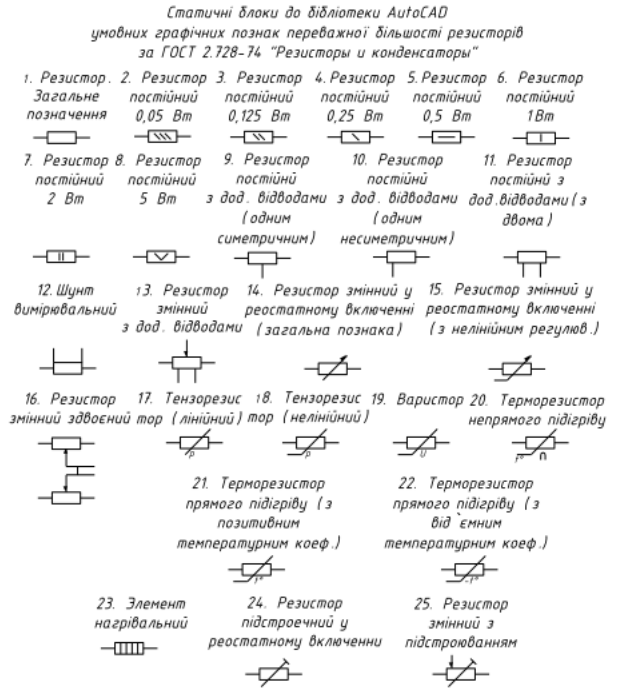 Статичні блоки до бібліотеки AutoCAD
умовних графічних познак переважної більшості резисторів
за ГОСТ 2.728-74 "Резисторы и конденсаторы"
1. Резистор.
Загальне
позначення
2. Резистор
постійний
0,05 Вт
3. Резистор
постійний
0,125 Вт
4. Резистор
постійний
0,25 Вт
5. Резистор
постійний
0,5 Вт
6. Резистор
постійний
1Вт
7. Резистор
постійний
2 Вт
8. Резистор
постійний
5 Вт
9. Резистор
постійнй
з дод. відводами
(одним
симетричним)
10. Резистор
постійнй
з дод. відводами
(одним
несиметричним)
11. Резистор
постійнй з
дод.відводами (з
двома)
12. Шунт
вимірювальний
13. Резистор
змінний
з дод. відводами
14. Резистор змінний у
реостатному включенні
(загальна познака)
15. Резистор змінний у
реостатному включенні
(з нелінійним регулюв.)
16. Резистор
змінний здвоєний
17. Тензорезис
тор (лінійний)
P
18. Тензорезис
тор (нелінійний)
P
19. Варистор
U
20. Терморезистор
непрямого підігріву
t°
21. Терморезистор
прямого підігріву (з
позитивним
температурним коеф.)
t°
22. Терморезистор
прямого підігріву (з
від`ємним
температурним коеф.)
-t°
23. Элемент
нагрівальний
24. Резистор
підстроечний у
реостатному включенни
25. Резистор
змінний з
підстроюванням